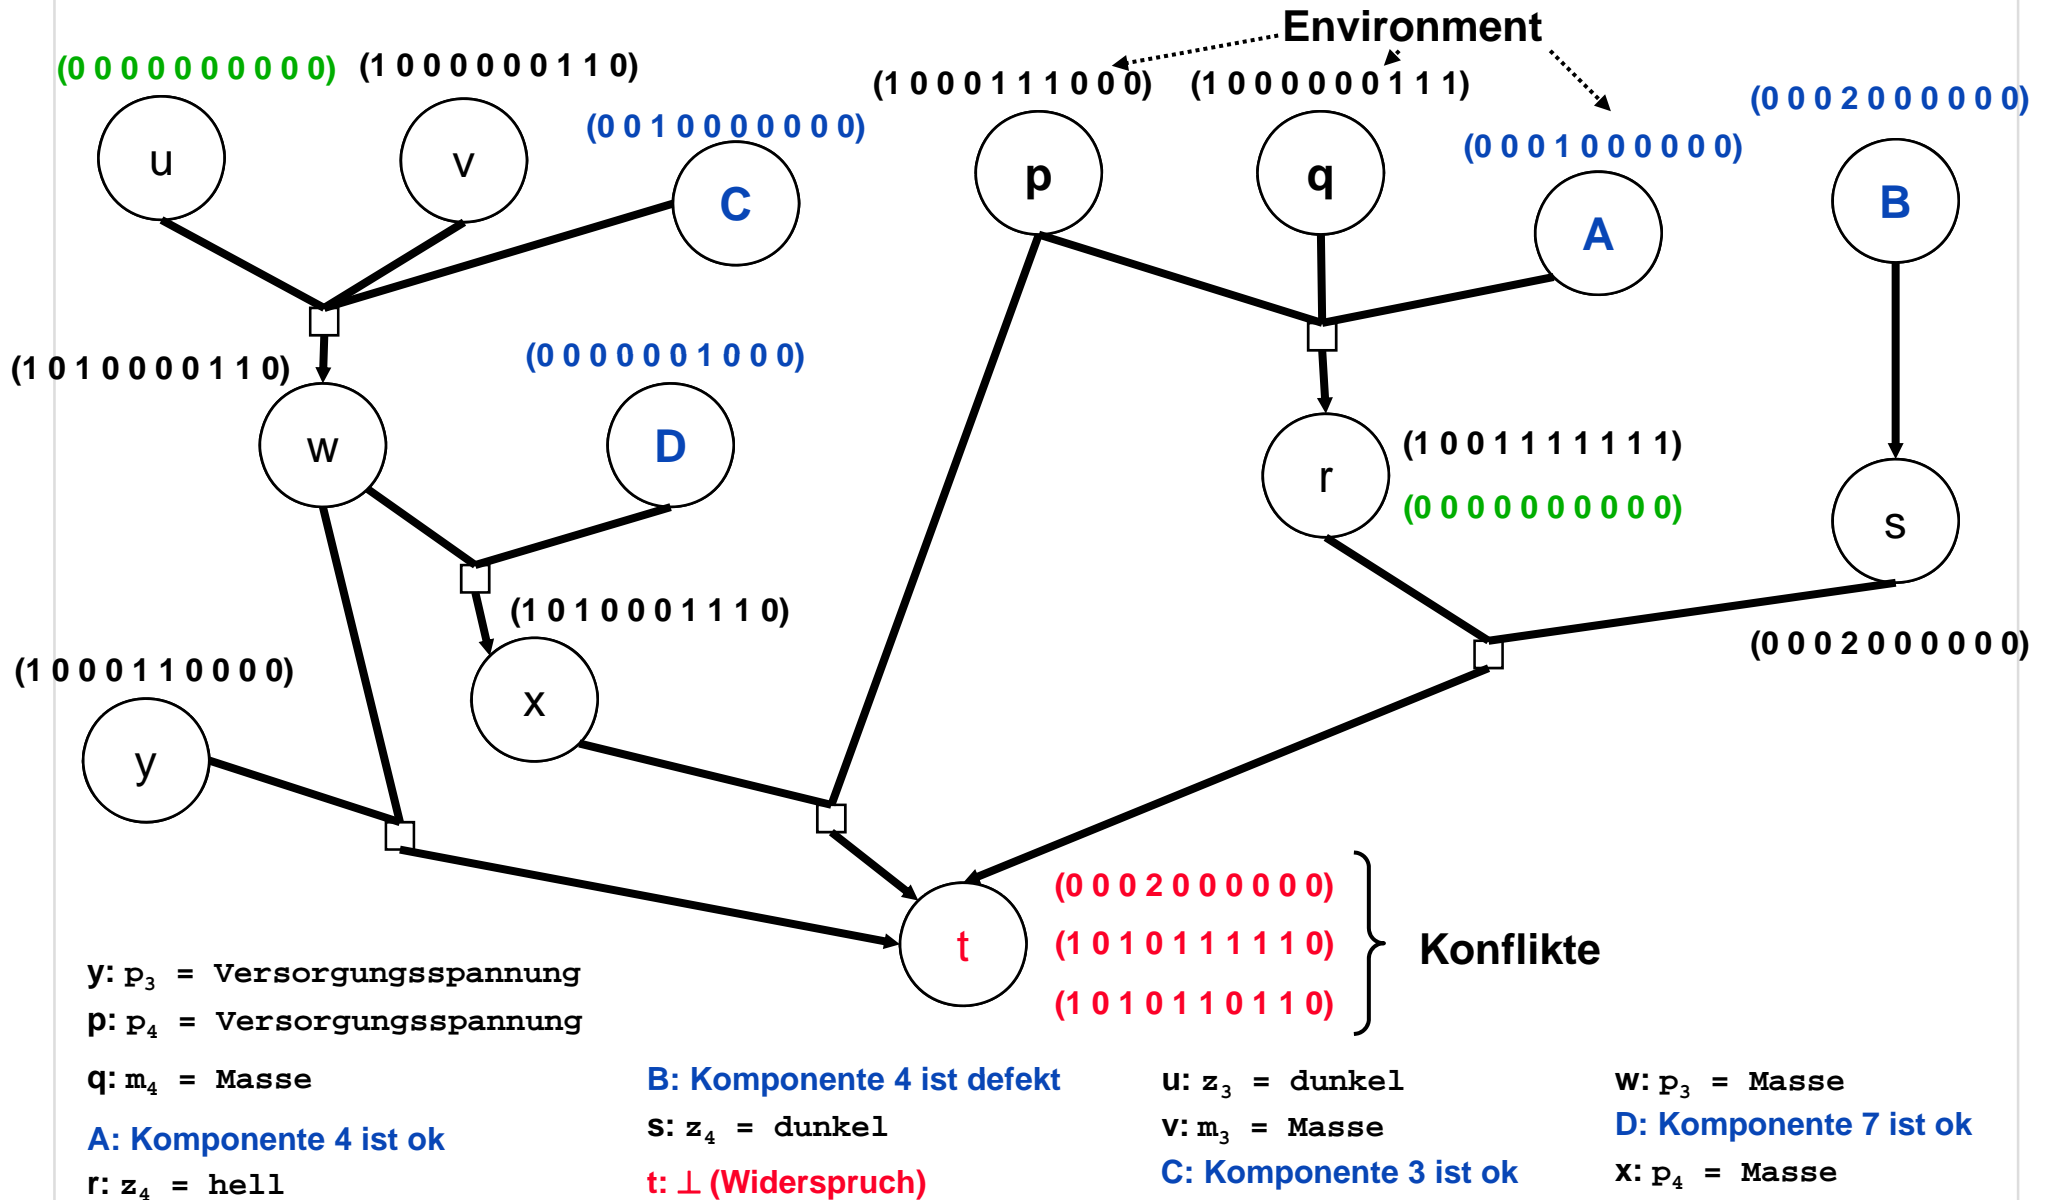 Environment
(0 0 0 0 0 0 0 0 0 0) (1 0 0 0 0 0 0 1 1 0)
(1 0 0 0 1 1 1 0 0 0) (1 0 0 0 0 0 0 1 1 1)
(0 0 0 2 0 0 0 0 0 0)
(0 0 1 0 0 0 0 0 0 0)
(0 0 0 1 0 0 0 0 0 0)
u
v
C
p
q
A
B
(1 0 1 0 0 0 0 1 1 0)
(0 0 0 0 0 0 1 0 0 0)
w
D
r
(1 0 0 1 1 1 1 1 1 1)
(0 0 0 0 0 0 0 0 0 0)
s
(1 0 1 0 0 0 1 1 1 0)
(0 0 0 2 0 0 0 0 0 0)
(1 0 0 0 1 1 0 0 0 0)
x
y
t
(0 0 0 2 0 0 0 0 0 0)
(1 0 1 0 1 1 1 1 1 0)
(1 0 1 0 1 1 0 1 1 0)
Konflikte
y: p3 = Versorgungsspannung
p: p4 = Versorgungsspannung
q: m4 = Masse
A: Komponente 4 ist ok
r: z4 = hell
B: Komponente 4 ist defekt
s: z4 = dunkel
t: ⊥ (Widerspruch)
u: z3 = dunkel
v: m3 = Masse
C: Komponente 3 ist ok
w: p3 = Masse
D: Komponente 7 ist ok
x: p4 = Masse